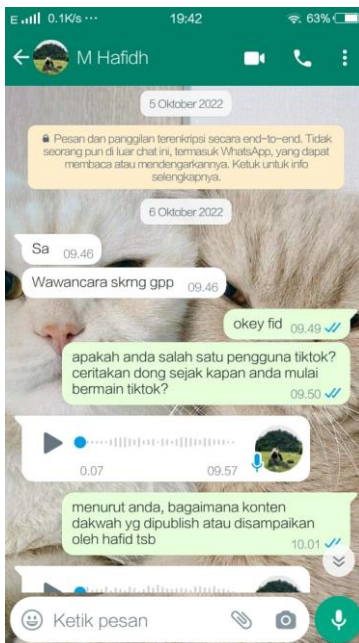 E 0.1K/s ...
19:42
63%
M Hafidh
5 Oktober 2022
Pesan dan panggilan terenkripsi secara end-to-end. Tidak
seorang pun di luar chat ini, termasuk WhatsApp, yang dapat
membaca atau mendengarkannya. Ketuk untuk info
selengkapnya.
6 Oktober 2022
Sa 09.46
Wawancara skrng gpp 09.46
okey fid 09.49
apakah anda salah satu pengguna tiktok?
ceritakan dong sejak kapan anda mulai
bermain tiktok?
09.50
0.07 09.57
menurut anda, bagaimana konten
dakwah yg dipublish atau disampaikan
oleh hafid tsb
10.01
Ketik pesan